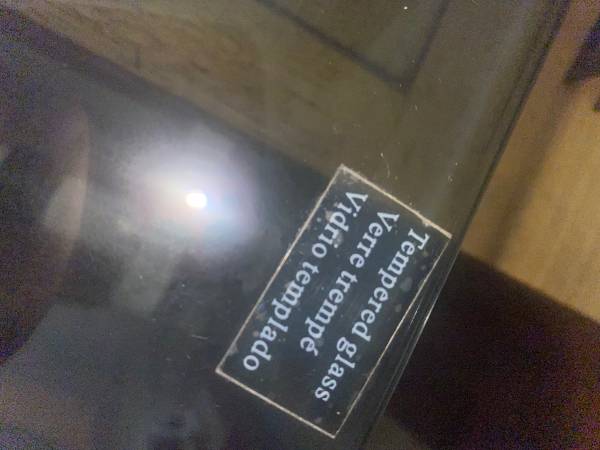 Tempered glass
Verre trempé
Vidrio templado